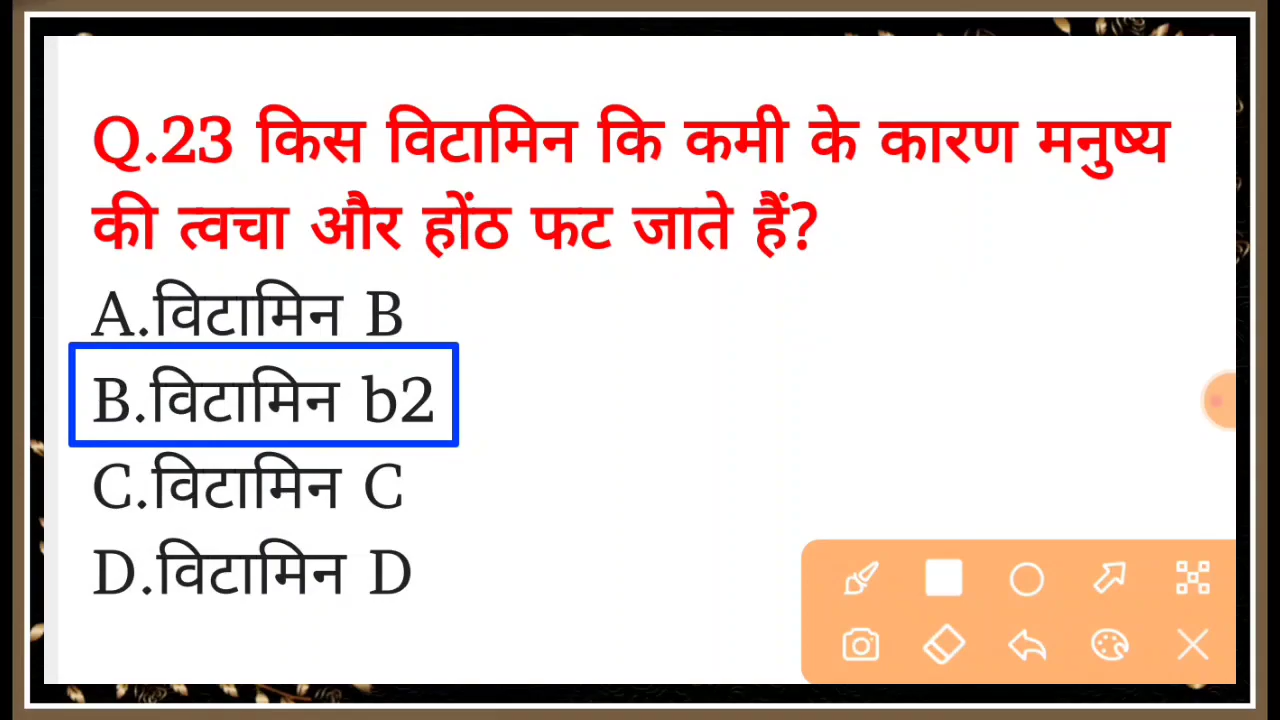 Q.23 किस विटामिन कि कमी के कारण मनुष्य
की त्वचा और होंठ फट जाते हैं?
A.विटामिन B
B.विटामिन b2
C.विटामिन C
D.विटामिन D